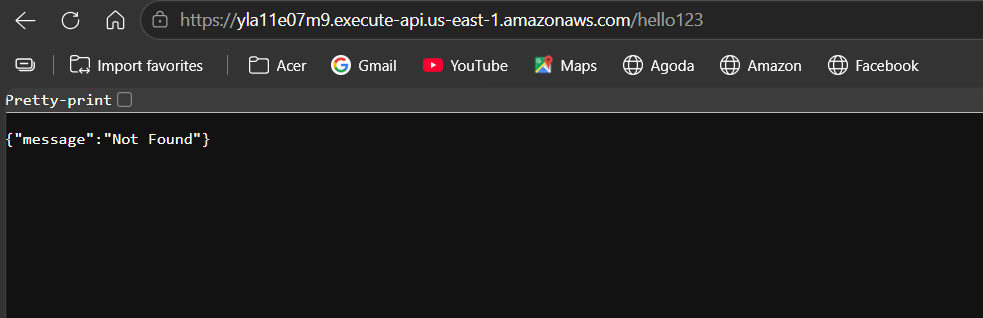 https://yla11e07m9.execute-api.us-east-1.amazonaws.com/hello123
Import favorites Acer Gmail YouTube Maps Agoda Amazon Facebook
Pretty-print
{"message":"Not Found"}